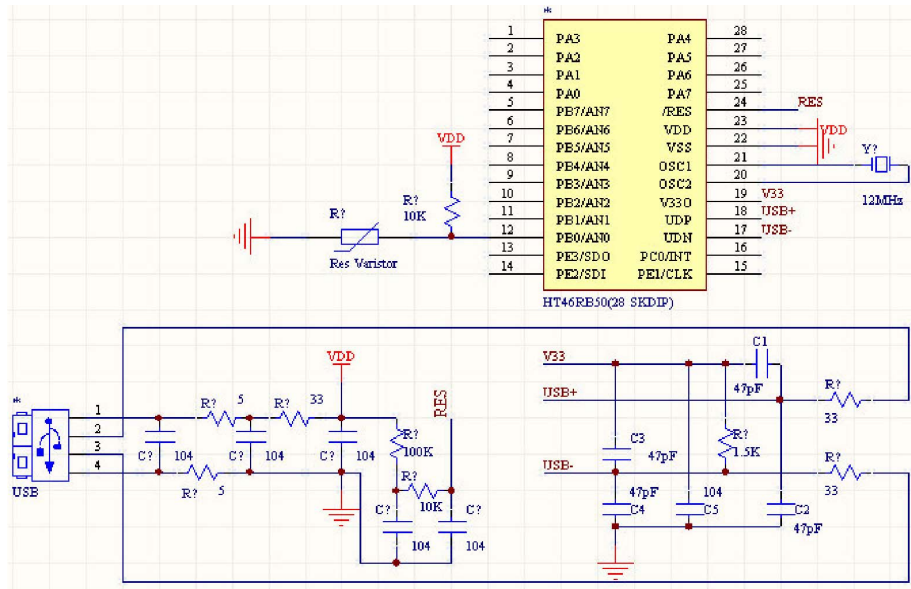 *
1 PA3 PA4 28
2 PA2 PA5 27
3 PA1 PA6 26
4 PA0 PA7 25
5 PB7/AN7 /RES 24 RES
6 PB6/AN6 VDD 23 VDD
7 PB5/AN5 VSS 22
8 PB4/AN4 OSC1 21 Y?
9 PB3/AN3 OSC2 20
10 PB2/AN2 V33O 19 V33 12MHz
11 PB1/AN1 UDP 18 USB+
12 PB0/AN0 UDN 17 USB-
13 PE3/SDO PC0/INT 16
14 PE2/SDI PE1/CLK 15
HT46RB50(28 SKDIP)
VDD
R?
10K
R?
Res Varistor
*
1
2
3
4
USB
R? 5
R? 33
VDD
RES
C? 104
C? 104
C? 104
R? 5
R?
100K
R?
10K
C?
104
C?
104
V33
USB+
USB-
C1
47pF
R?
33
C3
47pF
R?
1.5K
R?
33
47pF
C4
104
C5
C2
47pF